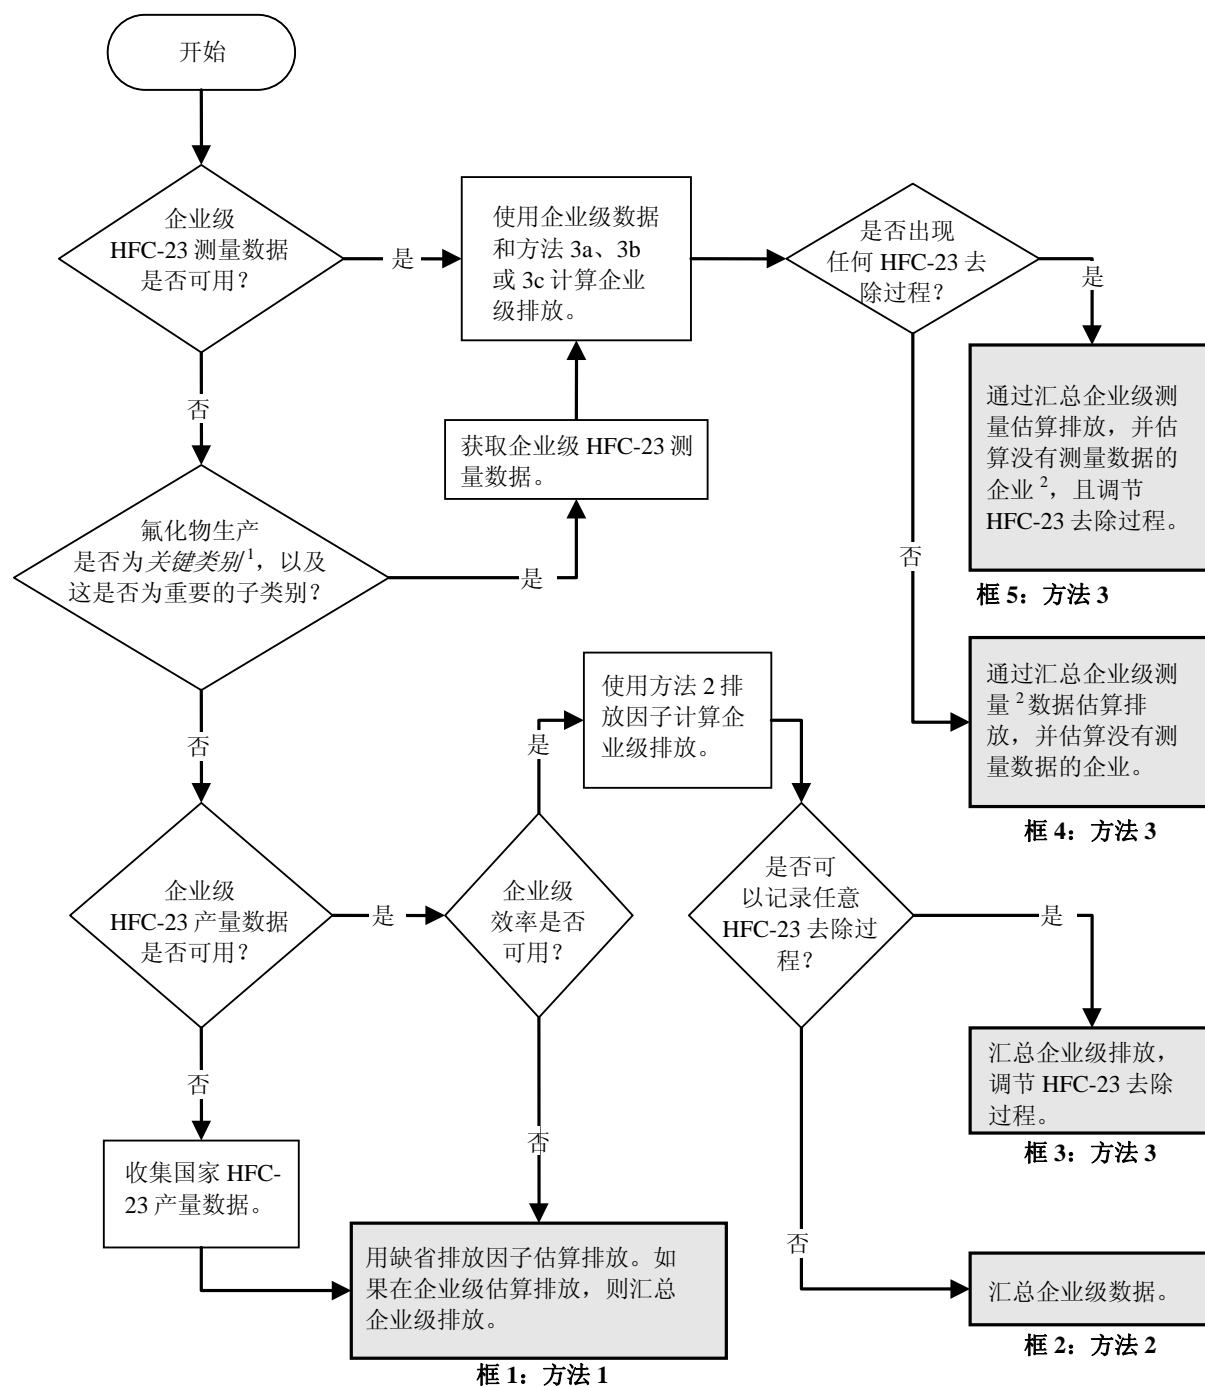 开始
企业级
HFC-23 测量数据
是否可用？
是
使用企业级数据
和方法 3a、3b
或 3c 计算企业
级排放。
是否出现
任何 HFC-23 去
除过程？
是
否
通过汇总企业级测
量估算排放，并估
算没有测量数据的
企业 2，且调节
HFC-23 去除过程。
框 5：方法 3
否
获取企业级 HFC-23 测
量数据。
氟化物生产
是否为关键类别1，以及
这是否为重要的子类别？
是
通过汇总企业级测
量 2 数据估算排
放，并估算没有测
量数据的企业。
框 4：方法 3
否
使用方法 2 排
放因子计算企
业级排放。
是
企业级
HFC-23 产量数据
是否可用？
是
企业级
效率是否
可用？
是否可
以记录任意
HFC-23 去除过
程？
是
汇总企业级排放，
调节 HFC-23 去除
过程。
框 3：方法 3
否
收集国家 HFC-
23 产量数据。
否
用缺省排放因子估算排放。如
果在企业级估算排放，则汇总
企业级排放。
框 1：方法 1
否
汇总企业级数据。
框 2：方法 2